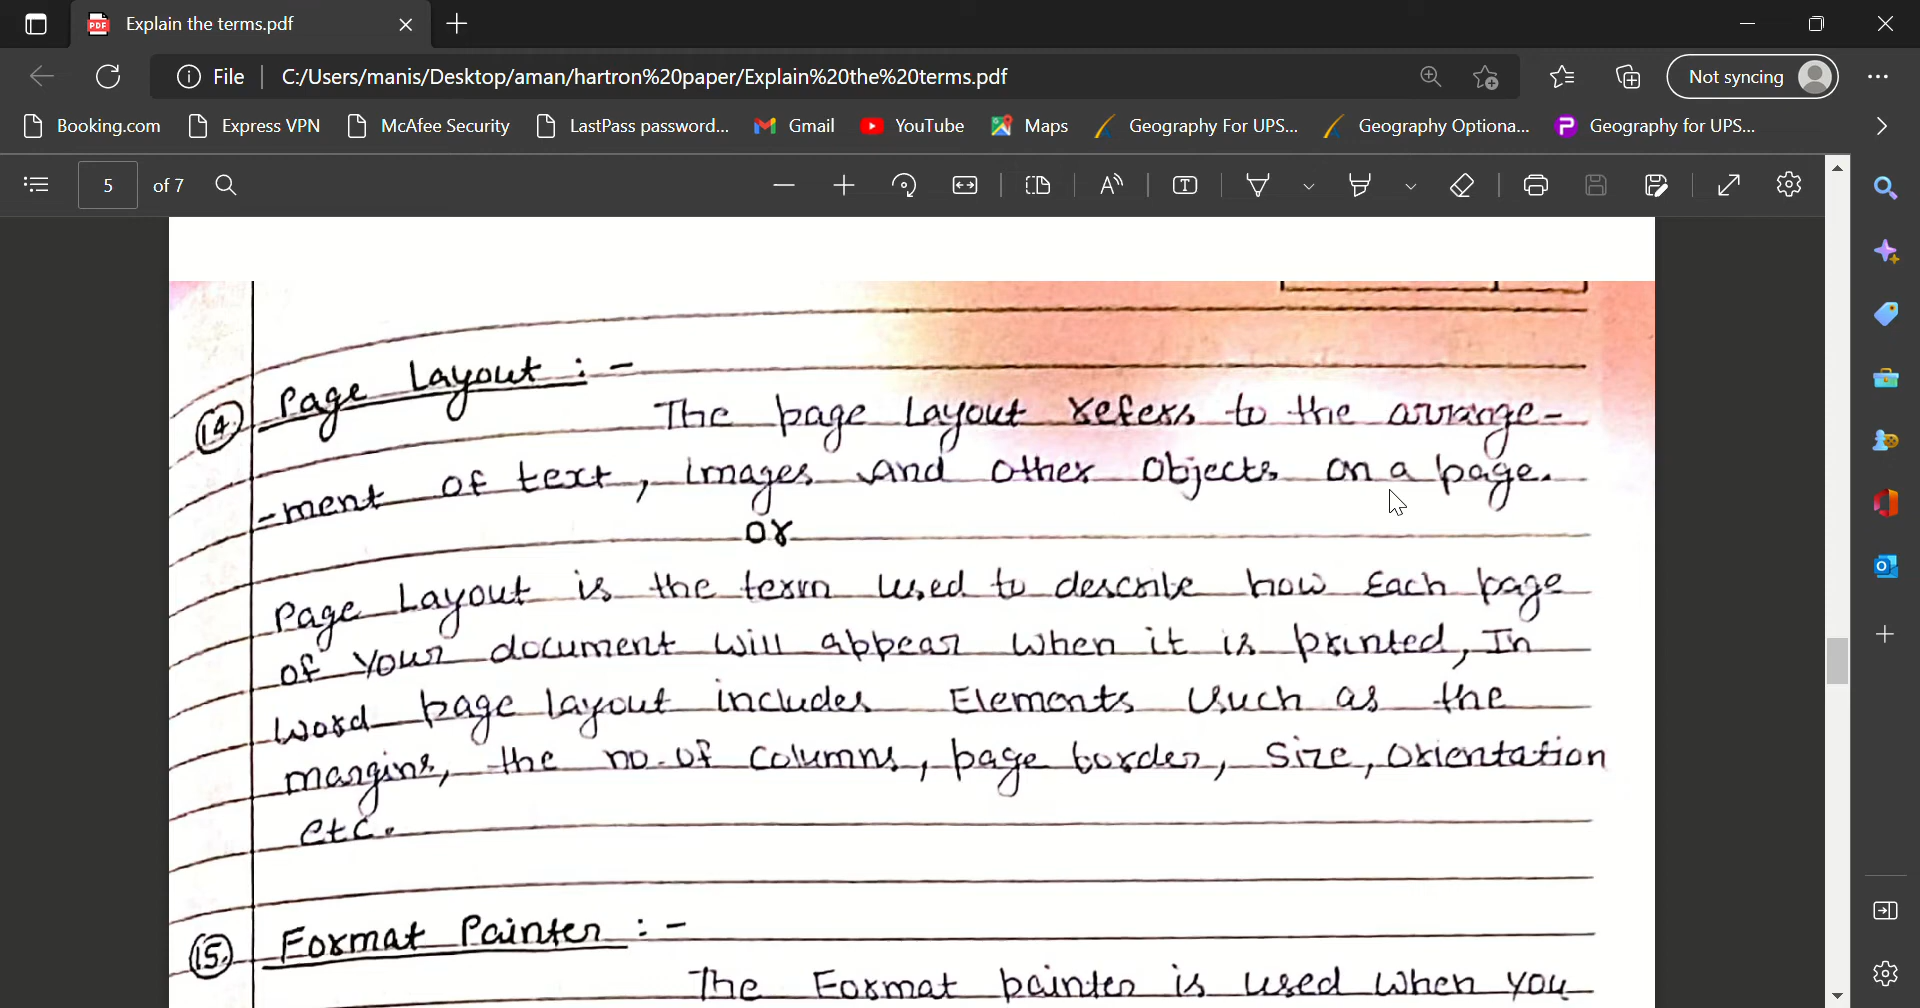 Explain the terms.pdf
File
C:/Users/manis/Desktop/aman/hartron%20paper/Explain%20the%20terms.pdf
Not syncing
Booking.com
Express VPN
McAfee Security
LastPass password...
Gmail
YouTube
Maps
Geography For UPS...
Geography Optiona...
Geography for UPS...
5 of 7
14. Page Layout :-
The page Layout refers to the arrange-
-ment of text, images and other objects on a page.
or
Page Layout is the term used to describe how Each page
of Your document will appear when it is printed, In
word page layout includes Elements such as the
margins, the no. of columns, page border, Size, orientation
etc.
15. Format Painter :-
The Format painter is used when you